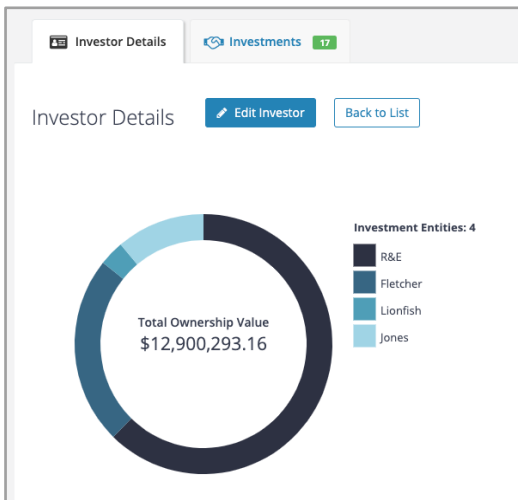 Investor Details
Investments 17
Investor Details
Edit Investor
Back to List
Investment Entities: 4
R&E
Fletcher
Lionfish
Jones
Total Ownership Value
$12,900,293.16